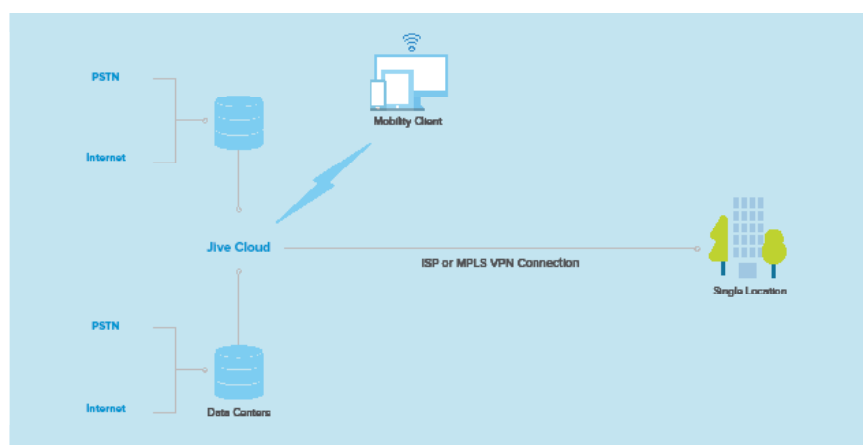 PSTN
Internet
Mobility Client
Jive Cloud
ISP or MPLS VPN Connection
Single Location
PSTN
Internet
Data Centers